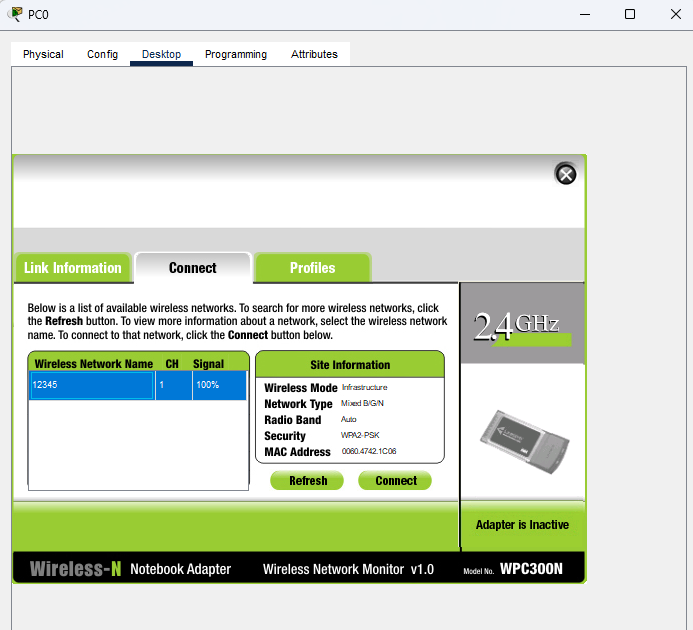 PC0
Physical Config Desktop Programming Attributes
Link Information Connect Profiles
Below is a list of available wireless networks. To search for more wireless networks, click
the Refresh button. To view more information about a network, select the wireless network
name. To connect to that network, click the Connect button below.
2.4GHz
Wireless Network Name CH Signal
12345 1 100%
Site Information
Wireless Mode Infrastructure
Network Type Mixed B/G/N
Radio Band Auto
Security WPA2-PSK
MAC Address 0060.4742.1C06
Refresh Connect
Adapter is Inactive
Wireless-N Notebook Adapter Wireless Network Monitor v1.0 Model No. WPC300N